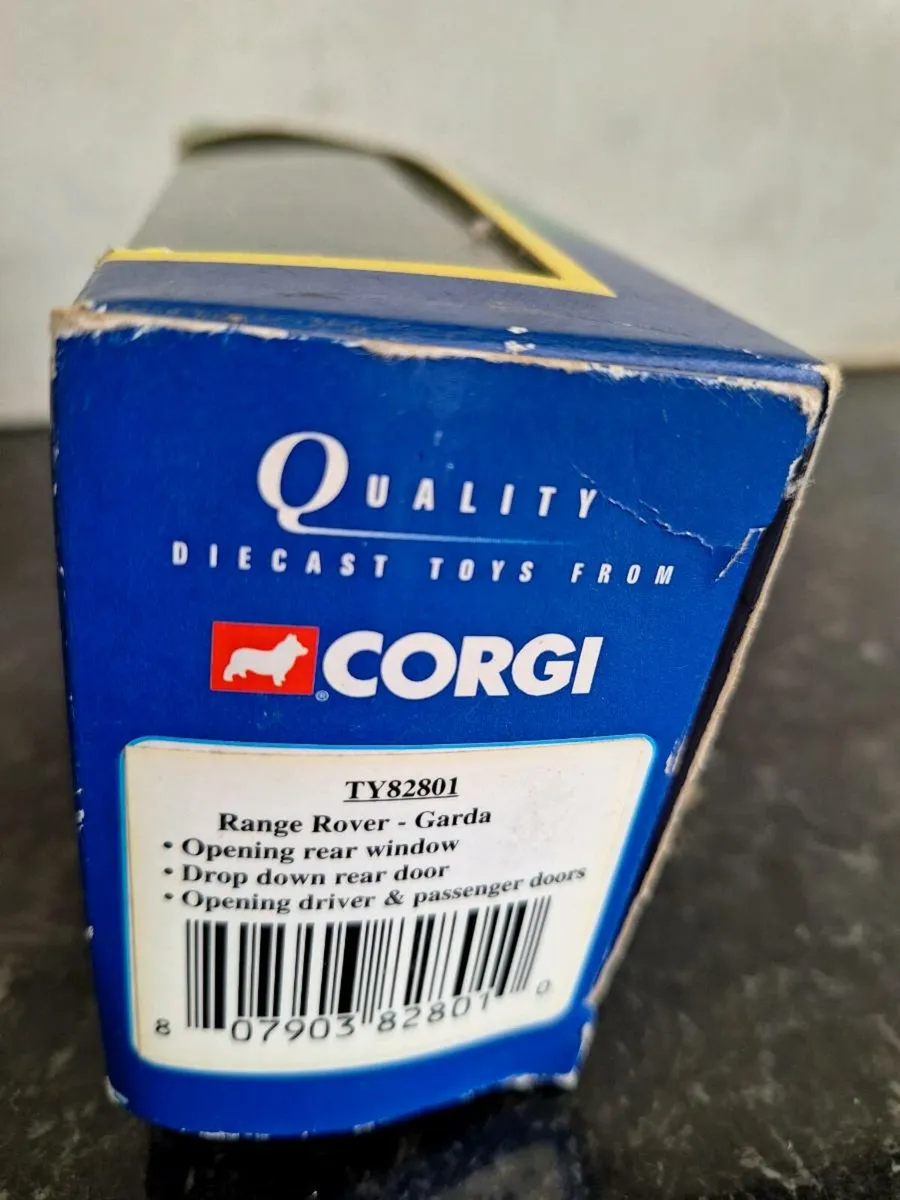 QUALITY
DIECAST TOYS FROM
®CORGI
TY82801
Range Rover - Garda
• Opening rear window
• Drop down rear door
• Opening driver & passenger doors
8 07903 82801 0